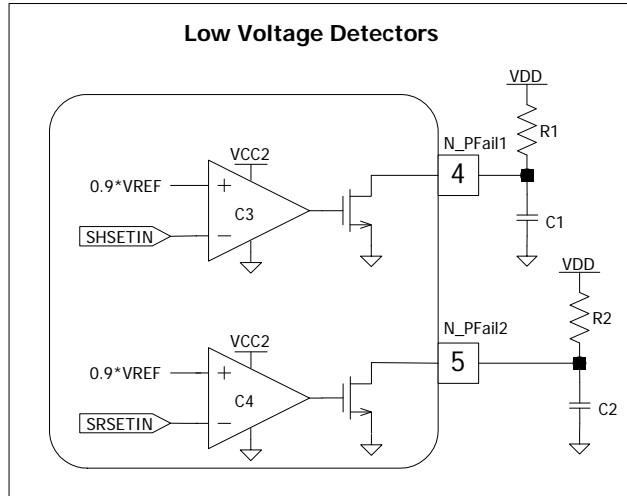 Low Voltage Detectors
VDD
R1
N_PFail1
4
C1
VCC2
0.9*VREF
+
C3
SHSETIN
−
VDD
R2
N_PFail2
5
C2
VCC2
0.9*VREF
+
C4
SRSETIN
−